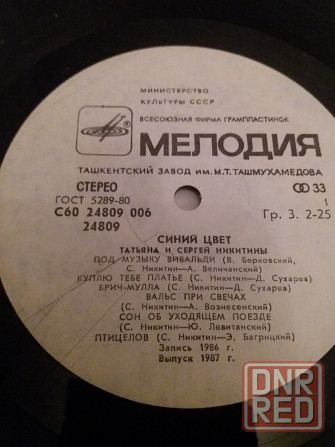 МИНИСТЕРСТВО
КУЛЬТУРЫ СССР
ВСЕСОЮЗНАЯ ФИРМА ГРАМПЛАСТИНОК
МЕЛОДИЯ
ТАШКЕНТСКИЙ ЗАВОД ИМ. М.Т. ТАШМУХАМЕДОВА
СТЕРЕО
33
ГОСТ 5289-80
1
С60 24809 006
Гр. 3. 2-25
24809
СИНИЙ ЦВЕТ
ТАТЬЯНА И СЕРГЕЙ НИКИТИНЫ
ПОД МУЗЫКУ ВИВАЛЬДИ (В. Берковский,
С. Никитин—А. Величанский)
КУПЛЮ ТЕБЕ ПЛАТЬЕ (С. Никитин—Д. Сухарев)
БРИЧ-МУЛЛА (С. Никитин—Д. Сухарев)
ВАЛЬС ПРИ СВЕЧАХ
(С. Никитин—А. Вознесенский)
СОН ОБ УХОДЯЩЕМ ПОЕЗДЕ
(С. Никитин—Ю. Левитанский)
ПТИЦЕЛОВ (С. Никитин—Э. Багрицкий)
Запись 1986 г.
Выпуск 1987 г.
DNR
RED